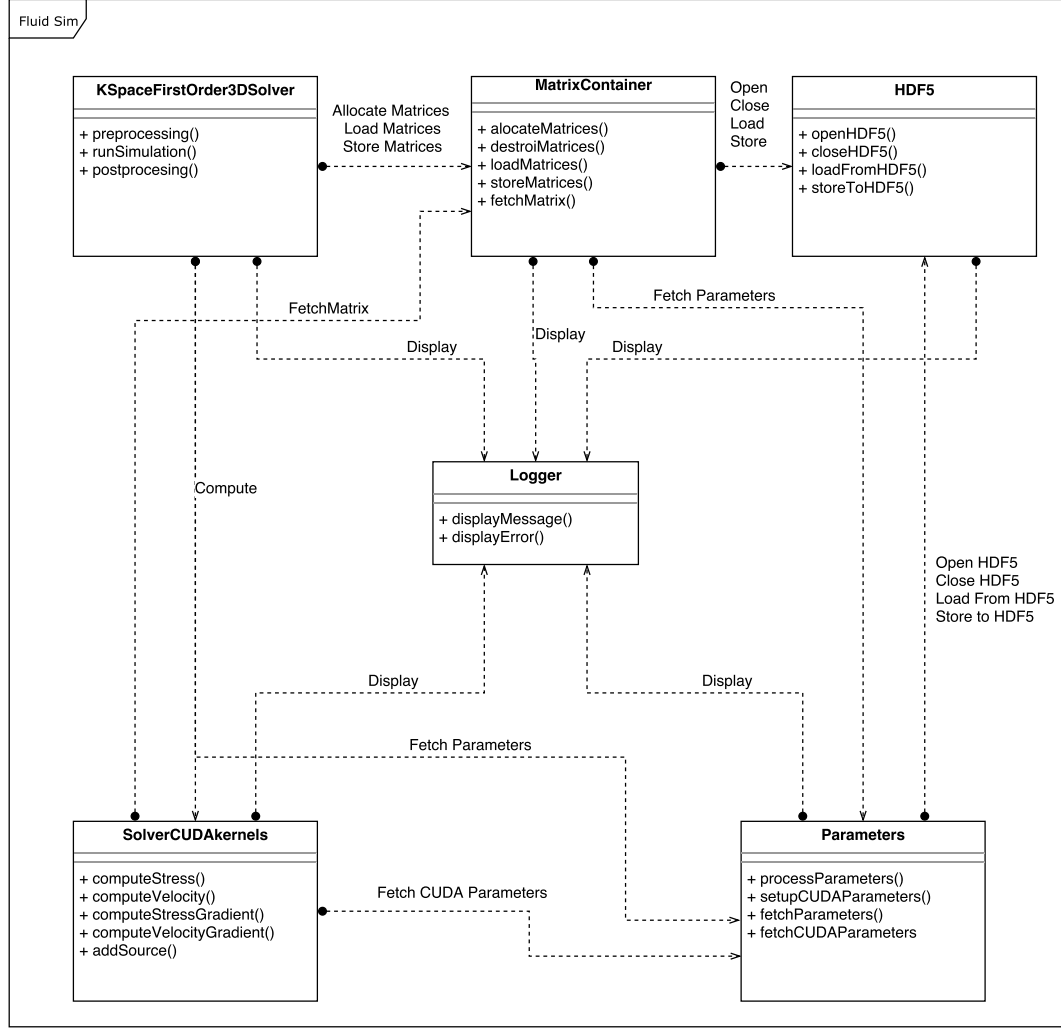 Fluid Sim
KSpaceFirstOrder3DSolver
+ preprocessing()
+ runSimulation()
+ postprocesing()
Allocate Matrices
Load Matrices
Store Matrices
MatrixContainer
+ alocateMatrices()
+ destroiMatrices()
+ loadMatrices()
+ storeMatrices()
+ fetchMatrix()
Open
Close
Load
Store
HDF5
+ openHDF5()
+ closeHDF5()
+ loadFromHDF5()
+ storeToHDF5()
FetchMatrix
Fetch Parameters
Display
Display
Display
Logger
+ displayMessage()
+ displayError()
Compute
Open HDF5
Close HDF5
Load From HDF5
Store to HDF5
Display
Display
Fetch Parameters
SolverCUDAkernels
+ computeStress()
+ computeVelocity()
+ computeStressGradient()
+ computeVelocityGradient()
+ addSource()
Fetch CUDA Parameters
Parameters
+ processParameters()
+ setupCUDAParameters()
+ fetchParameters()
+ fetchCUDAParameters